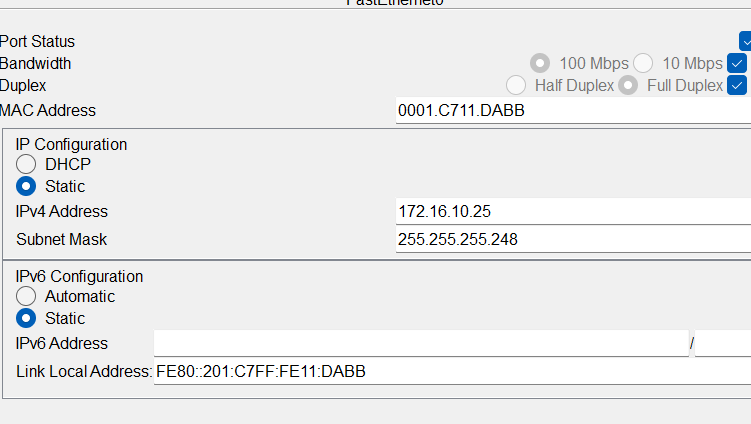 FastEthernet0
Port Status
Bandwidth 100 Mbps 10 Mbps
Duplex Half Duplex Full Duplex
MAC Address 0001.C711.DABB
IP Configuration
DHCP
Static
IPv4 Address 172.16.10.25
Subnet Mask 255.255.255.248
IPv6 Configuration
Automatic
Static
IPv6 Address /
Link Local Address: FE80::201:C7FF:FE11:DABB